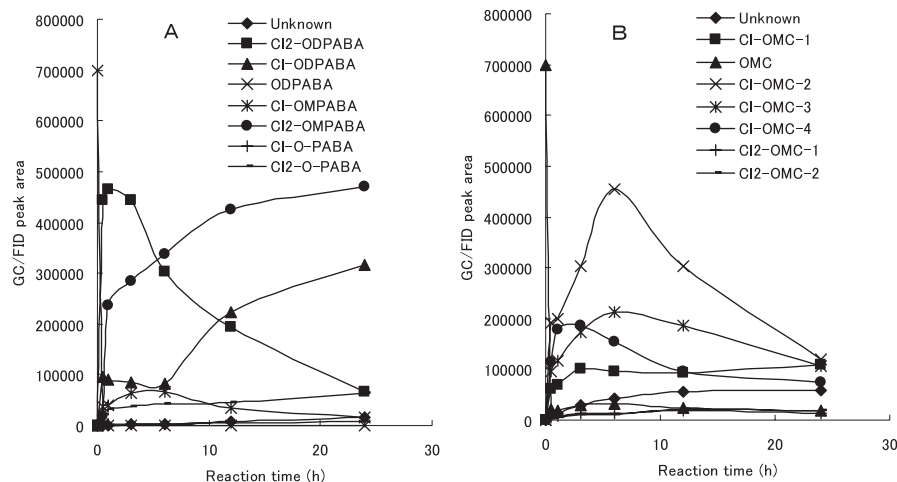 A
GC/FID peak area
800000
700000
600000
500000
400000
300000
200000
100000
0
0
10
20
30
Reaction time (h)
Unknown
Cl2-ODPABA
Cl-ODPABA
ODPABA
Cl-OMPABA
Cl2-OMPABA
Cl-O-PABA
Cl2-O-PABA
B
GC/FID peak area
800000
700000
600000
500000
400000
300000
200000
100000
0
0
10
20
30
Reaction time (h)
Unknown
Cl-OMC-1
OMC
Cl-OMC-2
Cl-OMC-3
Cl-OMC-4
Cl2-OMC-1
Cl2-OMC-2